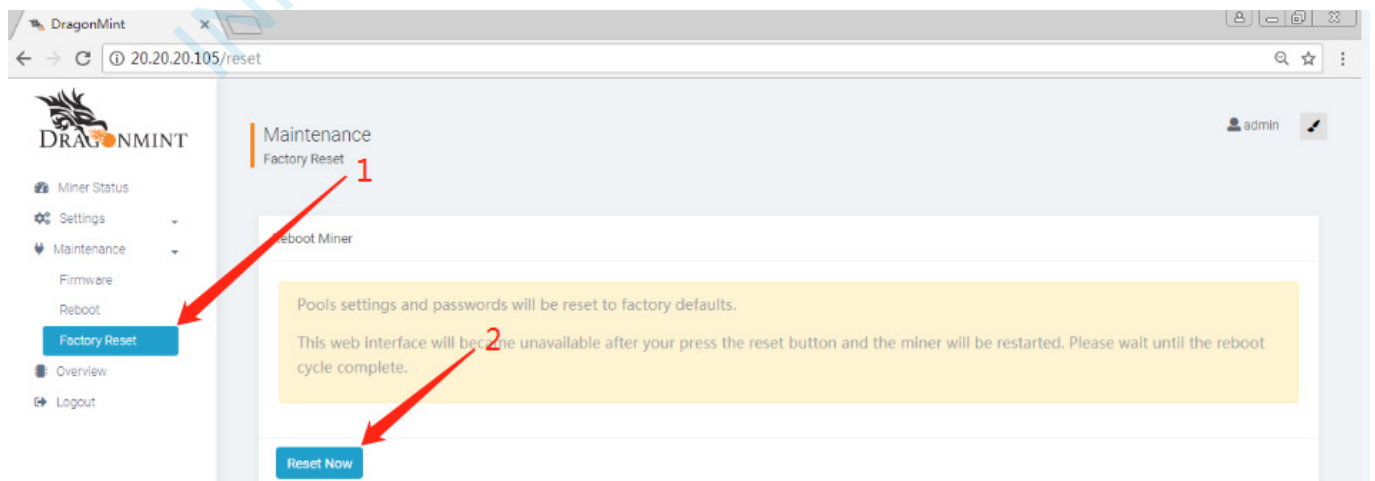 DragonMint
20.20.20.105/reset
DRAGONMINT
admin
Maintenance
Factory Reset
1
Miner Status
Settings
Maintenance
Firmware
Reboot
Factory Reset
Overview
Logout
Reboot Miner
Pools settings and passwords will be reset to factory defaults.
2
This web interface will became unavailable after your press the reset button and the miner will be restarted. Please wait until the reboot
cycle complete.
Reset Now